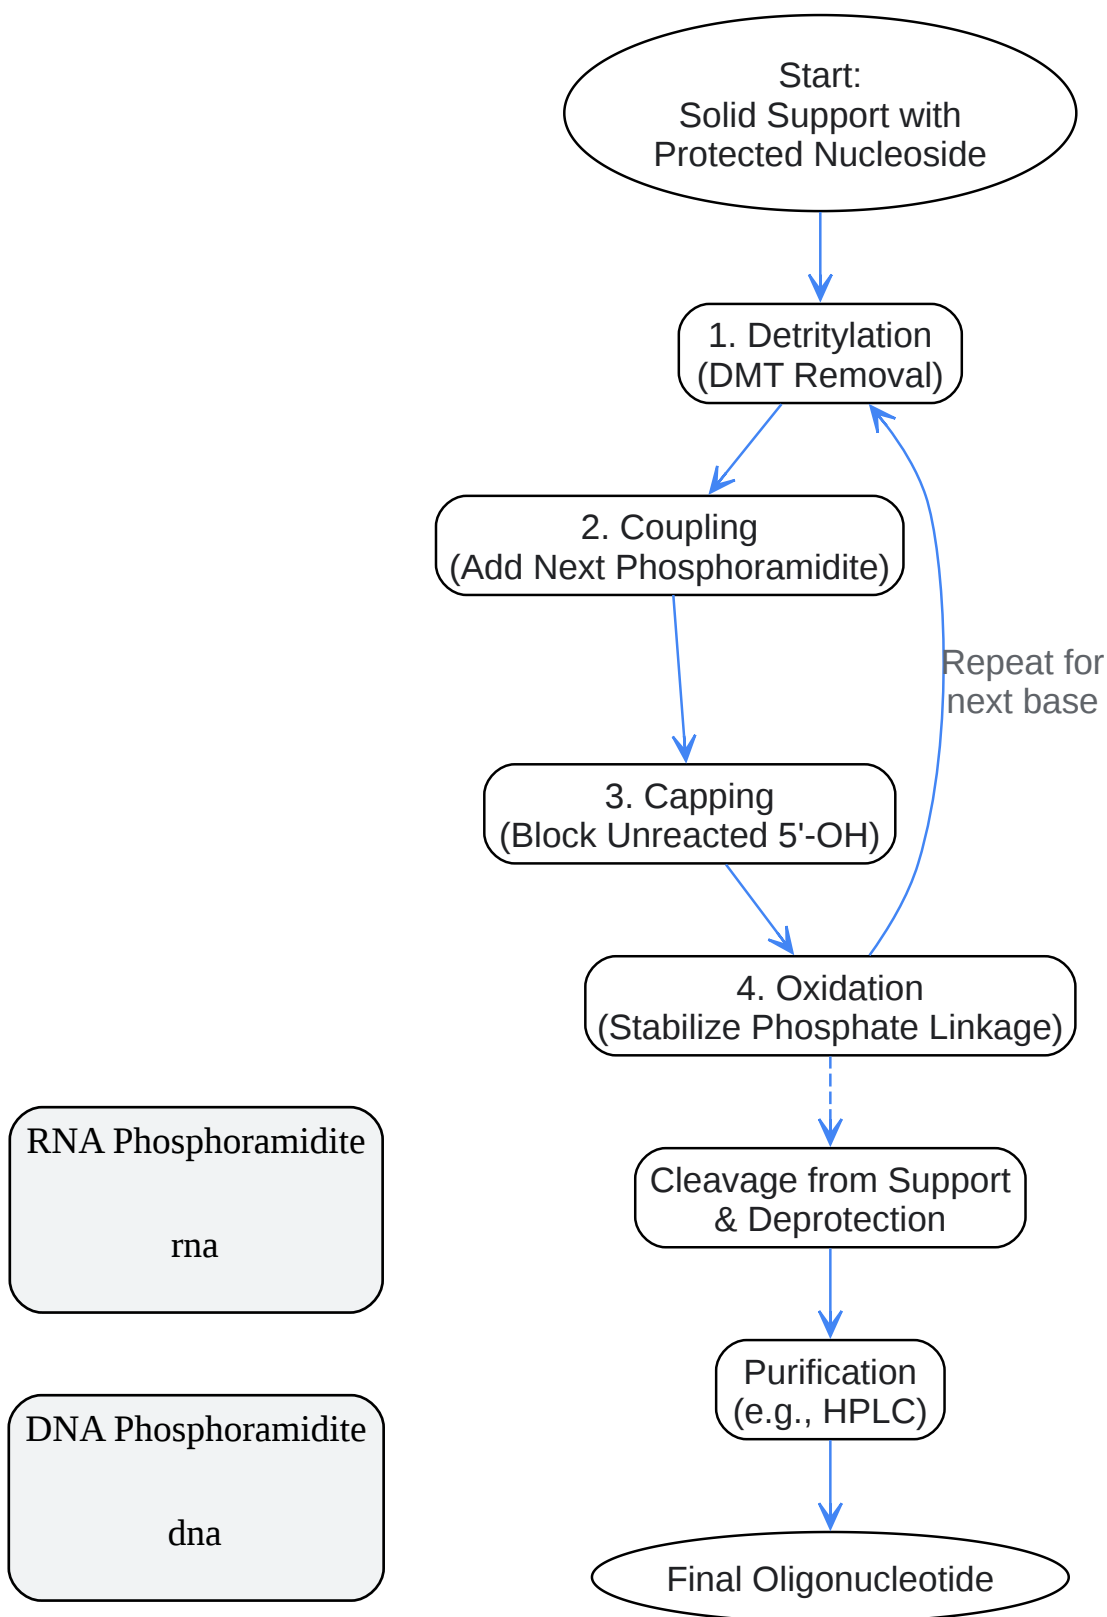 Start:
Solid Support with
Protected Nucleoside
1. Detritylation
(DMT Removal)
2. Coupling
(Add Next Phosphoramidite)
Repeat for
next base
3. Capping
(Block Unreacted 5'-OH)
4. Oxidation
(Stabilize Phosphate Linkage)
Cleavage from Support
& Deprotection
Purification
(e.g., HPLC)
Final Oligonucleotide
RNA Phosphoramidite
rna
DNA Phosphoramidite
dna